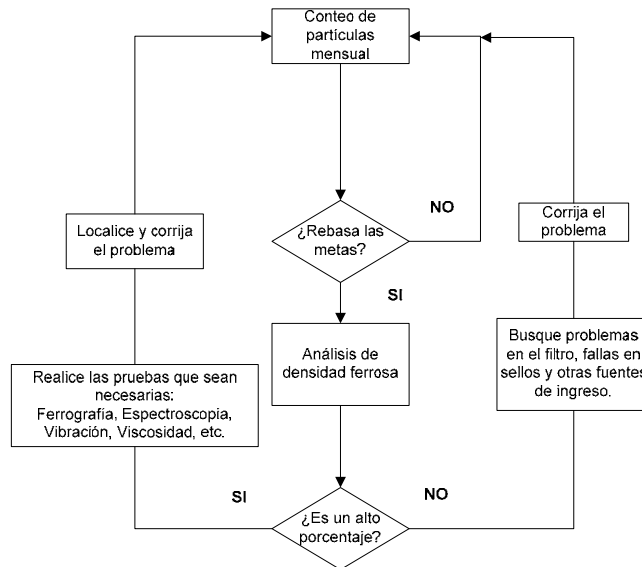 Conteo de
partículas
mensual
NO
¿Rebasa las
metas?
Localice y corrija
el problema
Corrija el
problema
SI
Análisis de
densidad ferrosa
Busque problemas
en el filtro, fallas en
sellos y otras fuentes
de ingreso.
Realice las pruebas que sean
necesarias:
Ferrografía, Espectroscopia,
Vibración, Viscosidad, etc.
SI
NO
¿Es un alto
porcentaje?